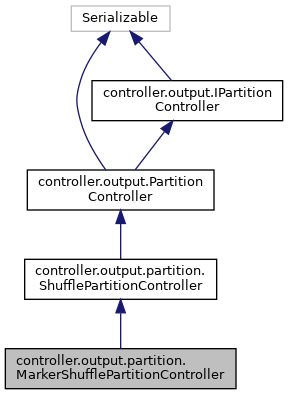 Serializable
controller.output.IPartition
Controller
controller.output.Partition
Controller
controller.output.partition.
ShufflePartitionController
controller.output.partition.
MarkerShufflePartitionController